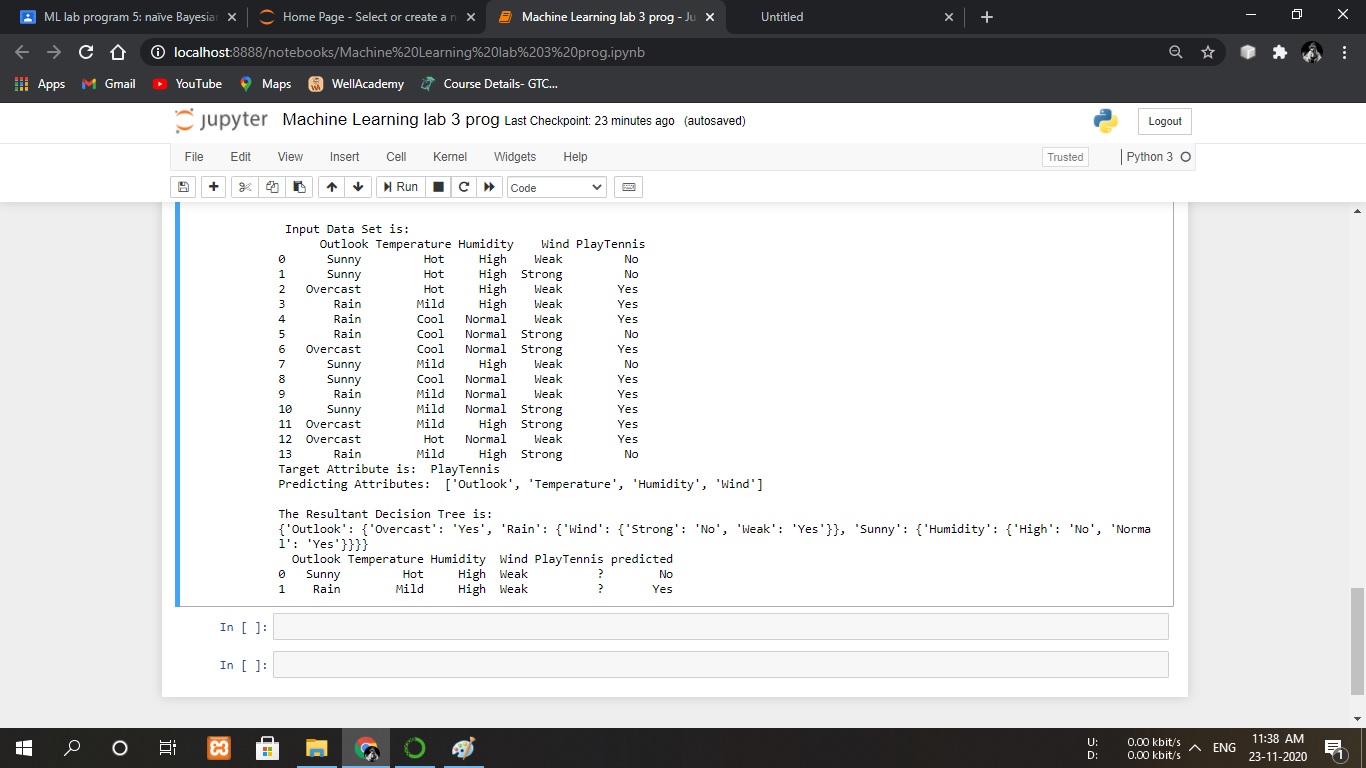 ML lab program 5: naïve Bayesian
Home Page - Select or create a n
Machine Learning lab 3 prog - Ju
Untitled
localhost:8888/notebooks/Machine%20Learning%20lab%203%20prog.ipynb
Apps Gmail YouTube Maps WellAcademy Course Details- GTC...
jupyter Machine Learning lab 3 prog Last Checkpoint: 23 minutes ago (autosaved)
Logout
File Edit View Insert Cell Kernel Widgets Help Trusted Python 3
Run Code
Input Data Set is:
Outlook Temperature Humidity Wind PlayTennis
0 Sunny Hot High Weak No
1 Sunny Hot High Strong No
2 Overcast Hot High Weak Yes
3 Rain Mild High Weak Yes
4 Rain Cool Normal Weak Yes
5 Rain Cool Normal Strong No
6 Overcast Cool Normal Strong Yes
7 Sunny Mild High Weak No
8 Sunny Cool Normal Weak Yes
9 Rain Mild Normal Weak Yes
10 Sunny Mild Normal Strong Yes
11 Overcast Mild High Strong Yes
12 Overcast Hot Normal Weak Yes
13 Rain Mild High Strong No
Target Attribute is: PlayTennis
Predicting Attributes: ['Outlook', 'Temperature', 'Humidity', 'Wind']
The Resultant Decision Tree is:
{'Outlook': {'Overcast': 'Yes', 'Rain': {'Wind': {'Strong': 'No', 'Weak': 'Yes'}}, 'Sunny': {'Humidity': {'High': 'No', 'Norma
l': 'Yes'}}}}
Outlook Temperature Humidity Wind PlayTennis predicted
0 Sunny Hot High Weak ? No
1 Rain Mild High Weak ? Yes
In [ ]:
In [ ]:
U: 0.00 kbit/s
D: 0.00 kbit/s
ENG
11:38 AM
23-11-2020
1